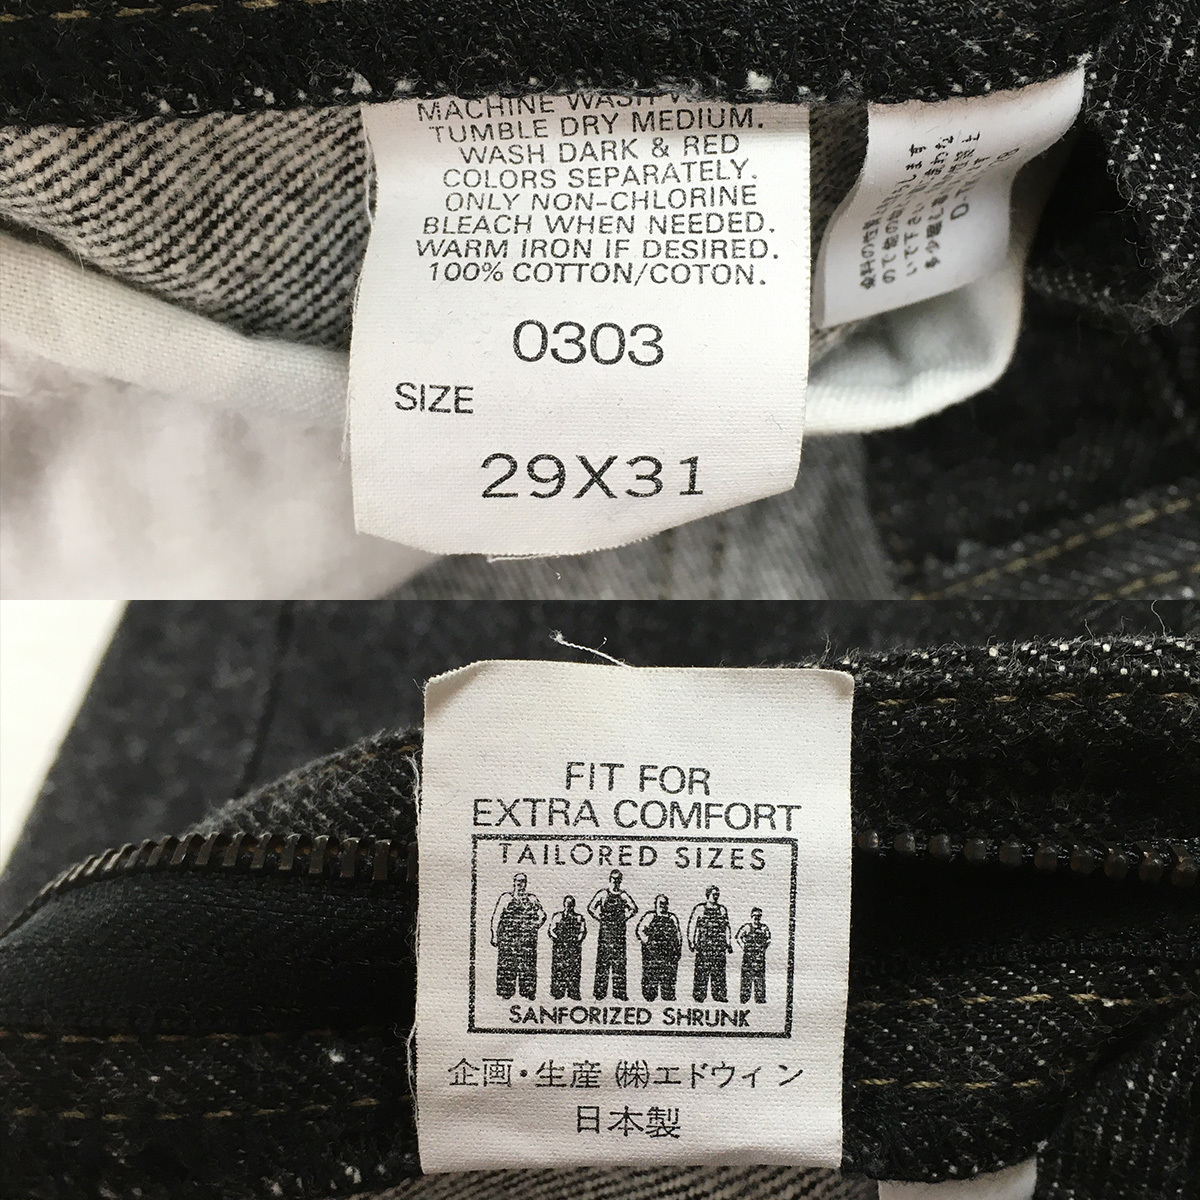 MACHINE WASH
TUMBLE DRY MEDIUM.
WASH DARK & RED
COLORS SEPARATELY.
ONLY NON-CHLORINE
BLEACH WHEN NEEDED.
WARM IRON IF DESIRED.
100% COTTON/COTON.
0303
SIZE
29X31
FIT FOR
EXTRA COMFORT
TAILORED SIZES
SANFORIZED SHRUNK
企画・生産 ㈱エドウィン
日本製